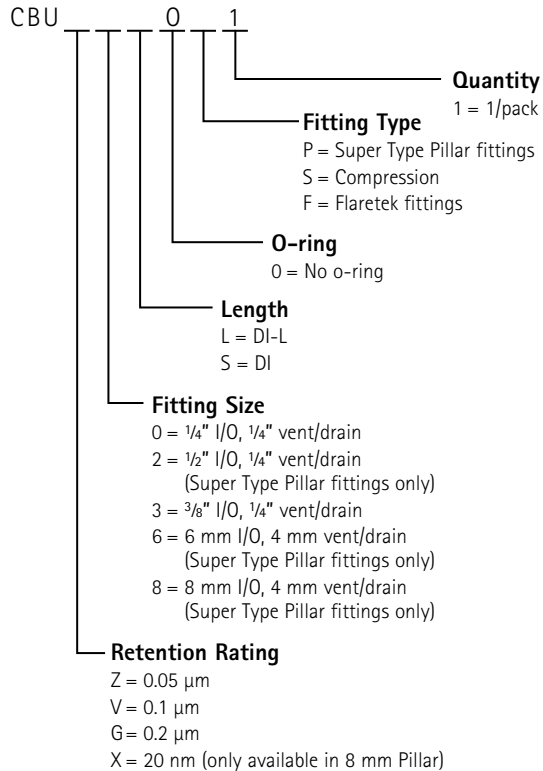 CBU 0 1
Quantity
1 = 1/pack
Fitting Type
P = Super Type Pillar fittings
S = Compression
F = Flaretek fittings
O-ring
0 = No o-ring
Length
L = DI-L
S = DI
Fitting Size
0 = 1/4" I/O, 1/4" vent/drain
2 = 1/2" I/O, 1/4" vent/drain
(Super Type Pillar fittings only)
3 = 3/8" I/O, 1/4" vent/drain
6 = 6 mm I/O, 4 mm vent/drain
(Super Type Pillar fittings only)
8 = 8 mm I/O, 4 mm vent/drain
(Super Type Pillar fittings only)
Retention Rating
Z = 0.05 µm
V = 0.1 µm
G = 0.2 µm
X = 20 nm (only available in 8 mm Pillar)